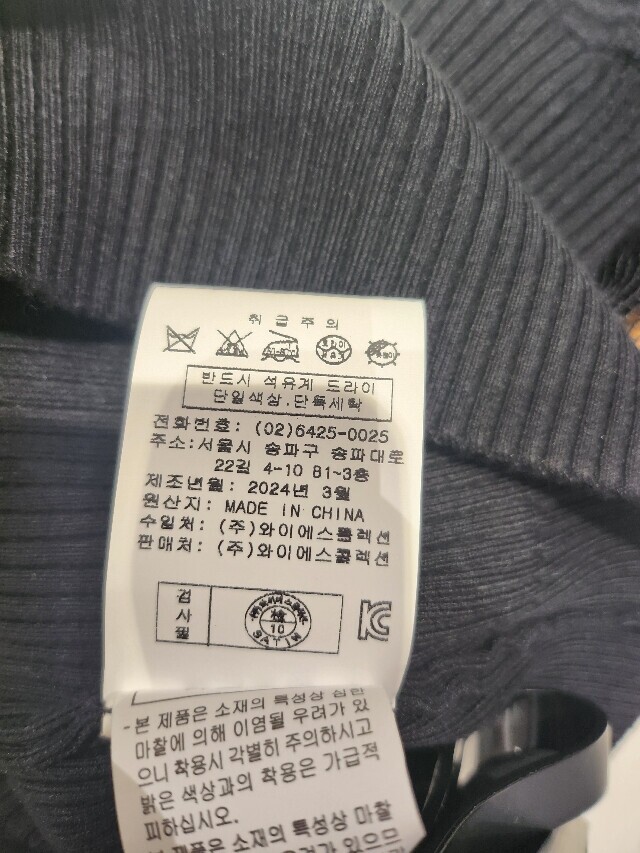 취급주의
반드시 석유계 드라이
단일색상.단독세탁
전화번호: (02)6425-0025
주소:서울시 송파구 송파대로
22길 4-10 B1~3층
제조년월: 2024년 3월
원산지: MADE IN CHINA
수입처: (주)와이에스콜렉션
판매처: (주)와이에스콜렉션
검사필
10
SATIN
-본 제품은 소재의 특성상
마찰에 의해 이염될 우려가 있
으니 착용시 각별히 주의하시고
밝은 색상과의 착용은 가급적
피하십시오.
제품은 소재의 특성상 마찰
우려가 있으므